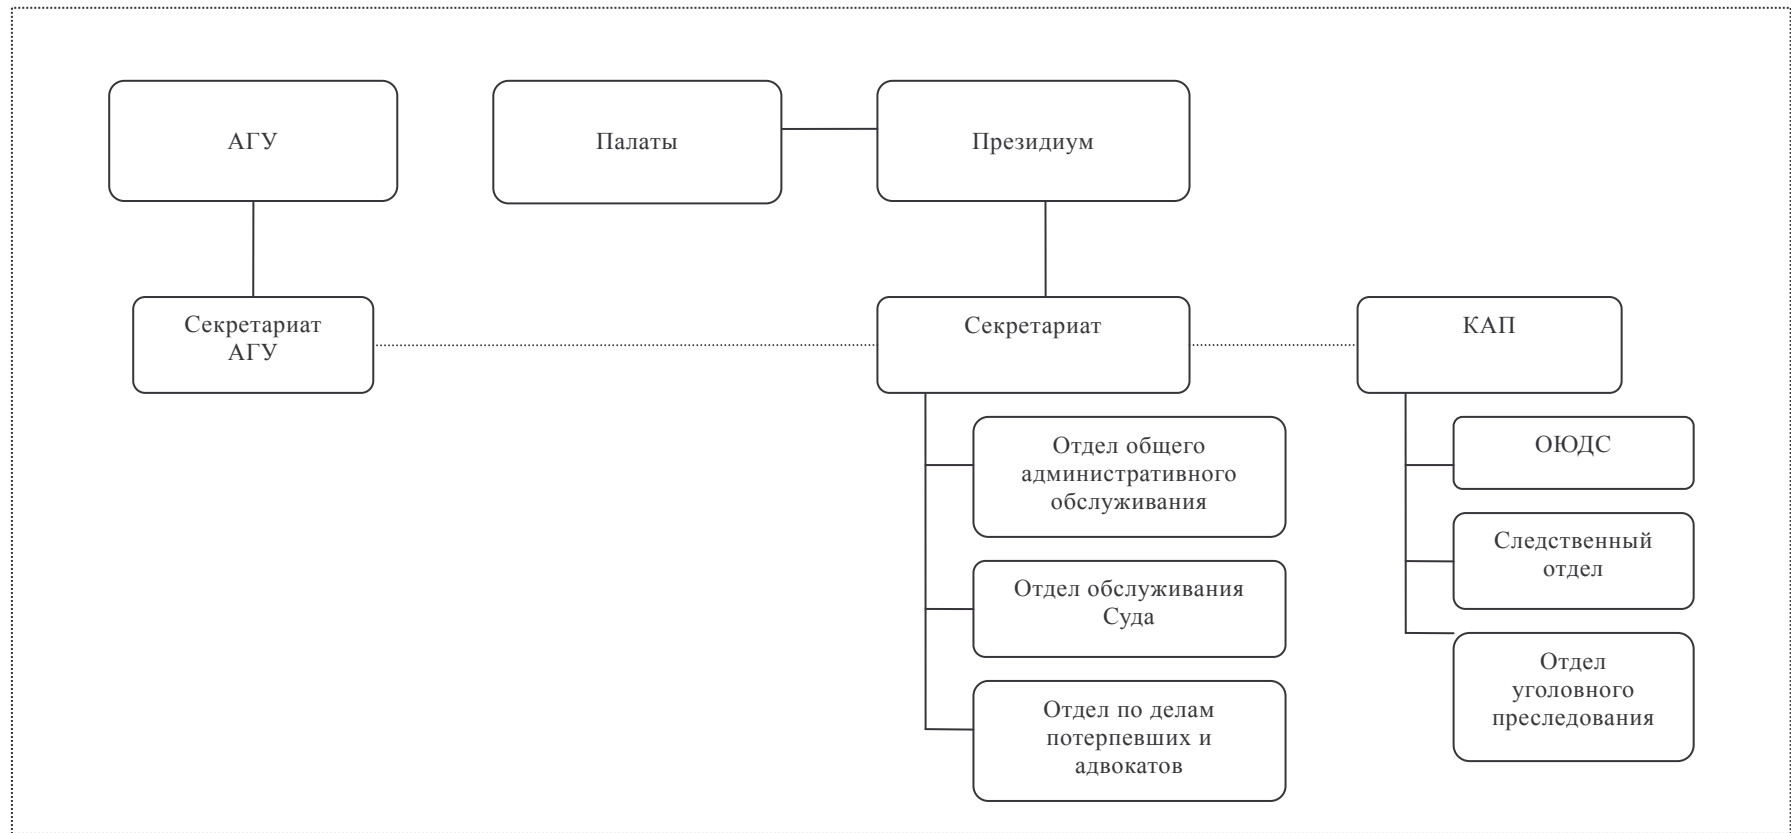 АГУ
Палаты
Президиум
Секретариат
АГУ
Секретариат
КАП
Отдел общего
административного
обслуживания
Отдел обслуживания
Суда
Отдел по делам
потерпевших и
адвокатов
ОЮДС
Следственный
отдел
Отдел
уголовного
преследования